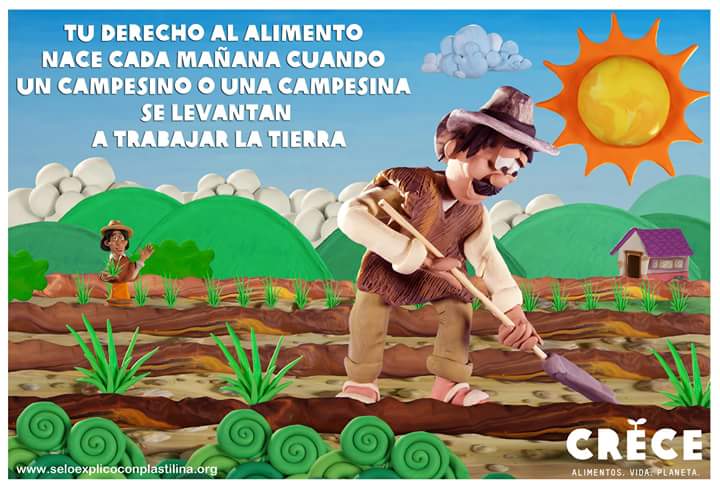 TU DERECHO AL ALIMENTO
NACE CADA MAÑANA CUANDO
UN CAMPESINO O UNA CAMPESINA
SE LEVANTAN
A TRABAJAR LA TIERRA
CRECE
ALIMENTOS. VIDA. PLANETA.
www.seloexplicoconplastilina.org